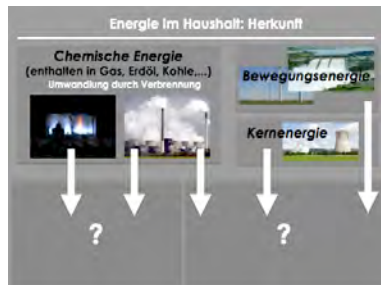 Energie im Haushalt: Herkunft
Chemische Energie
(enthalten in Gas, Erdöl, Kohle,...)
Umwandlung durch Verbrennung
Bewegungsenergie
Kernenergie
?
?